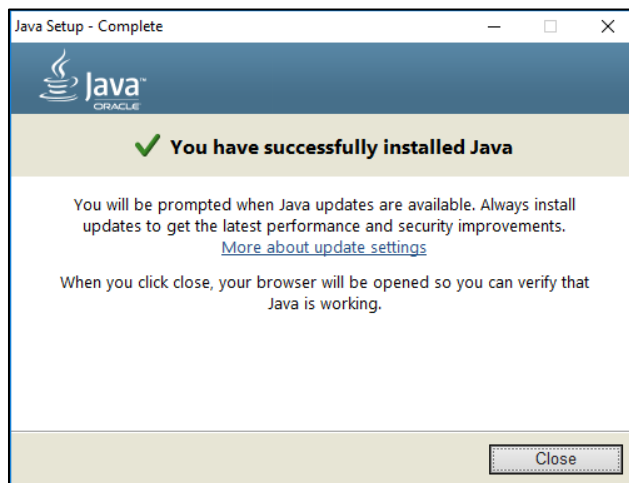 Java Setup - Complete
Java™
ORACLE
You have successfully installed Java
You will be prompted when Java updates are available. Always install
updates to get the latest performance and security improvements.
More about update settings
When you click close, your browser will be opened so you can verify that
Java is working.
Close